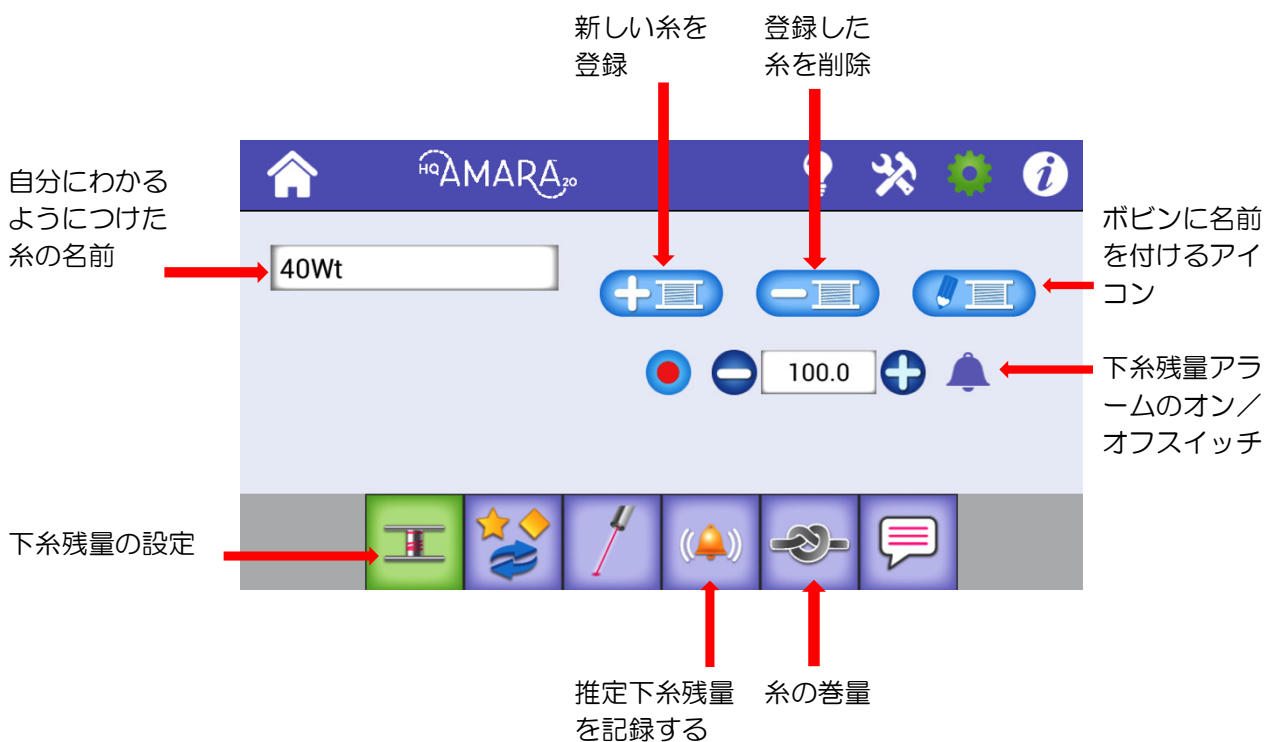 新しい糸を
登録
登録した
糸を削除
自分にわかる
ようにつけた
糸の名前
HQ AMARA 20
i
40Wt
ボビンに名前
を付けるアイ
コン
100.0
下糸残量アラ
ームのオン／
オフスイッチ
下糸残量の設定
推定下糸残量
を記録する
糸の巻量